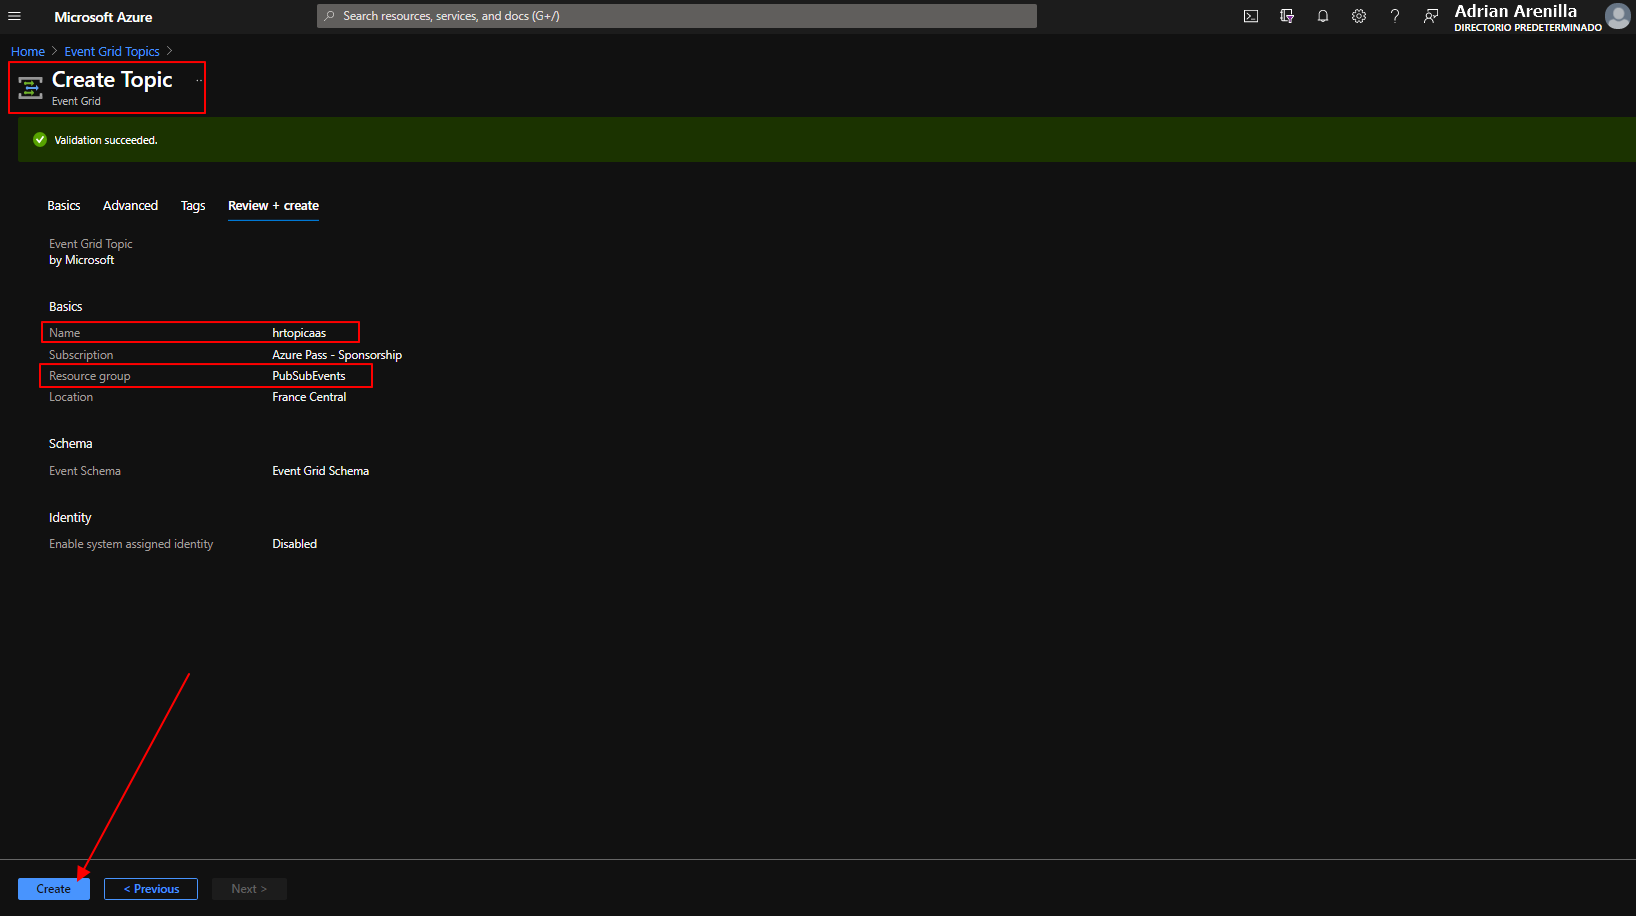 Microsoft Azure
Search resources, services, and docs (G+/)
Adrian Arenilla
DIRECTORIO PREDETERMINADO
Home > Event Grid Topics >
Create Topic ..
Event Grid
Validation succeeded.
Basics Advanced Tags Review + create
Event Grid Topic
by Microsoft
Basics
Name hrtopicaas
Subscription Azure Pass - Sponsorship
Resource group PubSubEvents
Location France Central
Schema
Event Schema Event Grid Schema
Identity
Enable system assigned identity Disabled
Create < Previous Next >